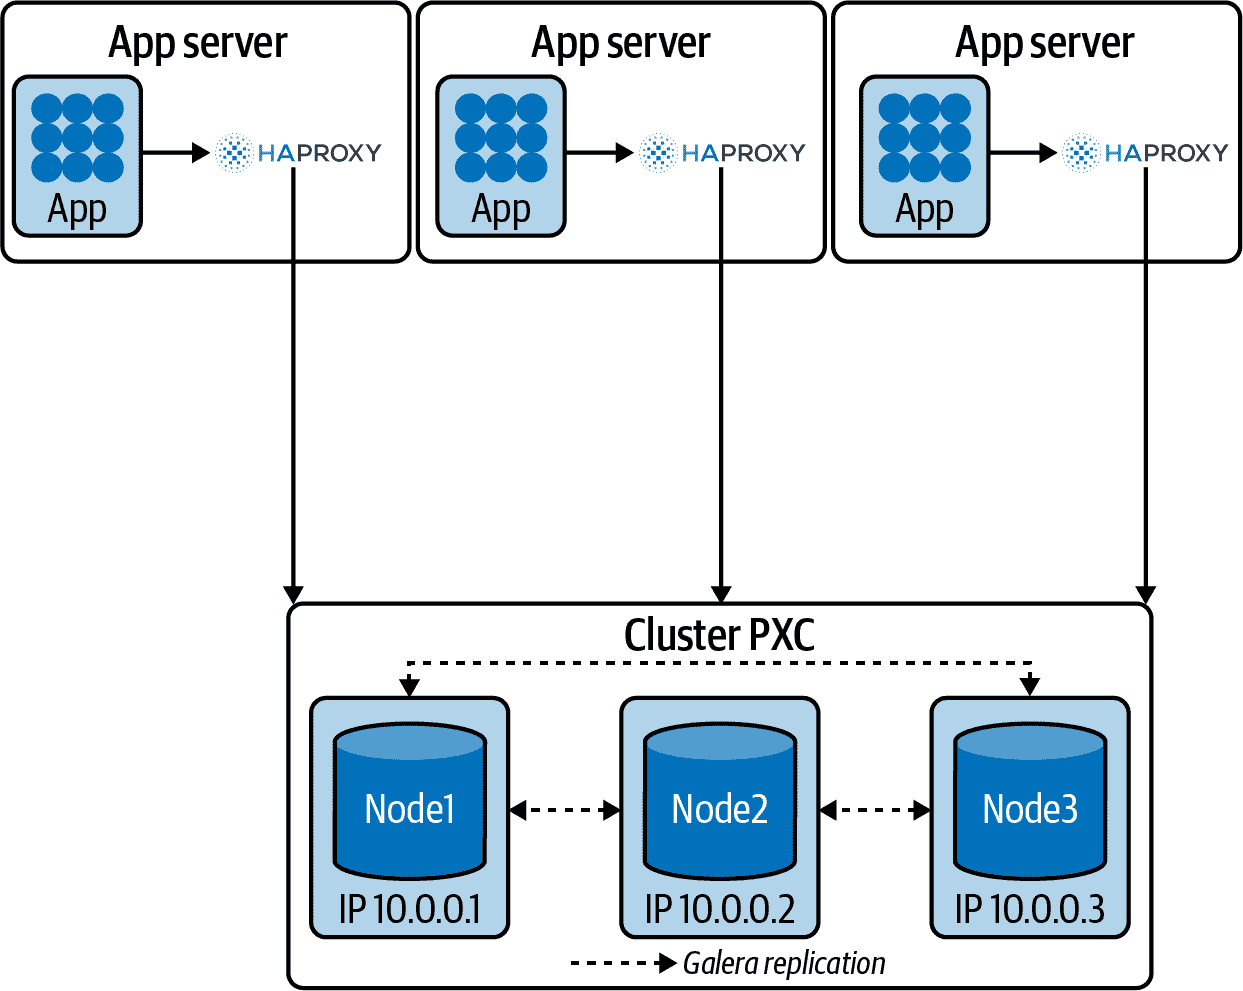 App server
App server
App server
HAPROXY
HAPROXY
HAPROXY
App
App
App
Cluster PXC
Node1
Node2
Node3
IP 10.0.0.1
IP 10.0.0.2
IP 10.0.0.3
Galera replication